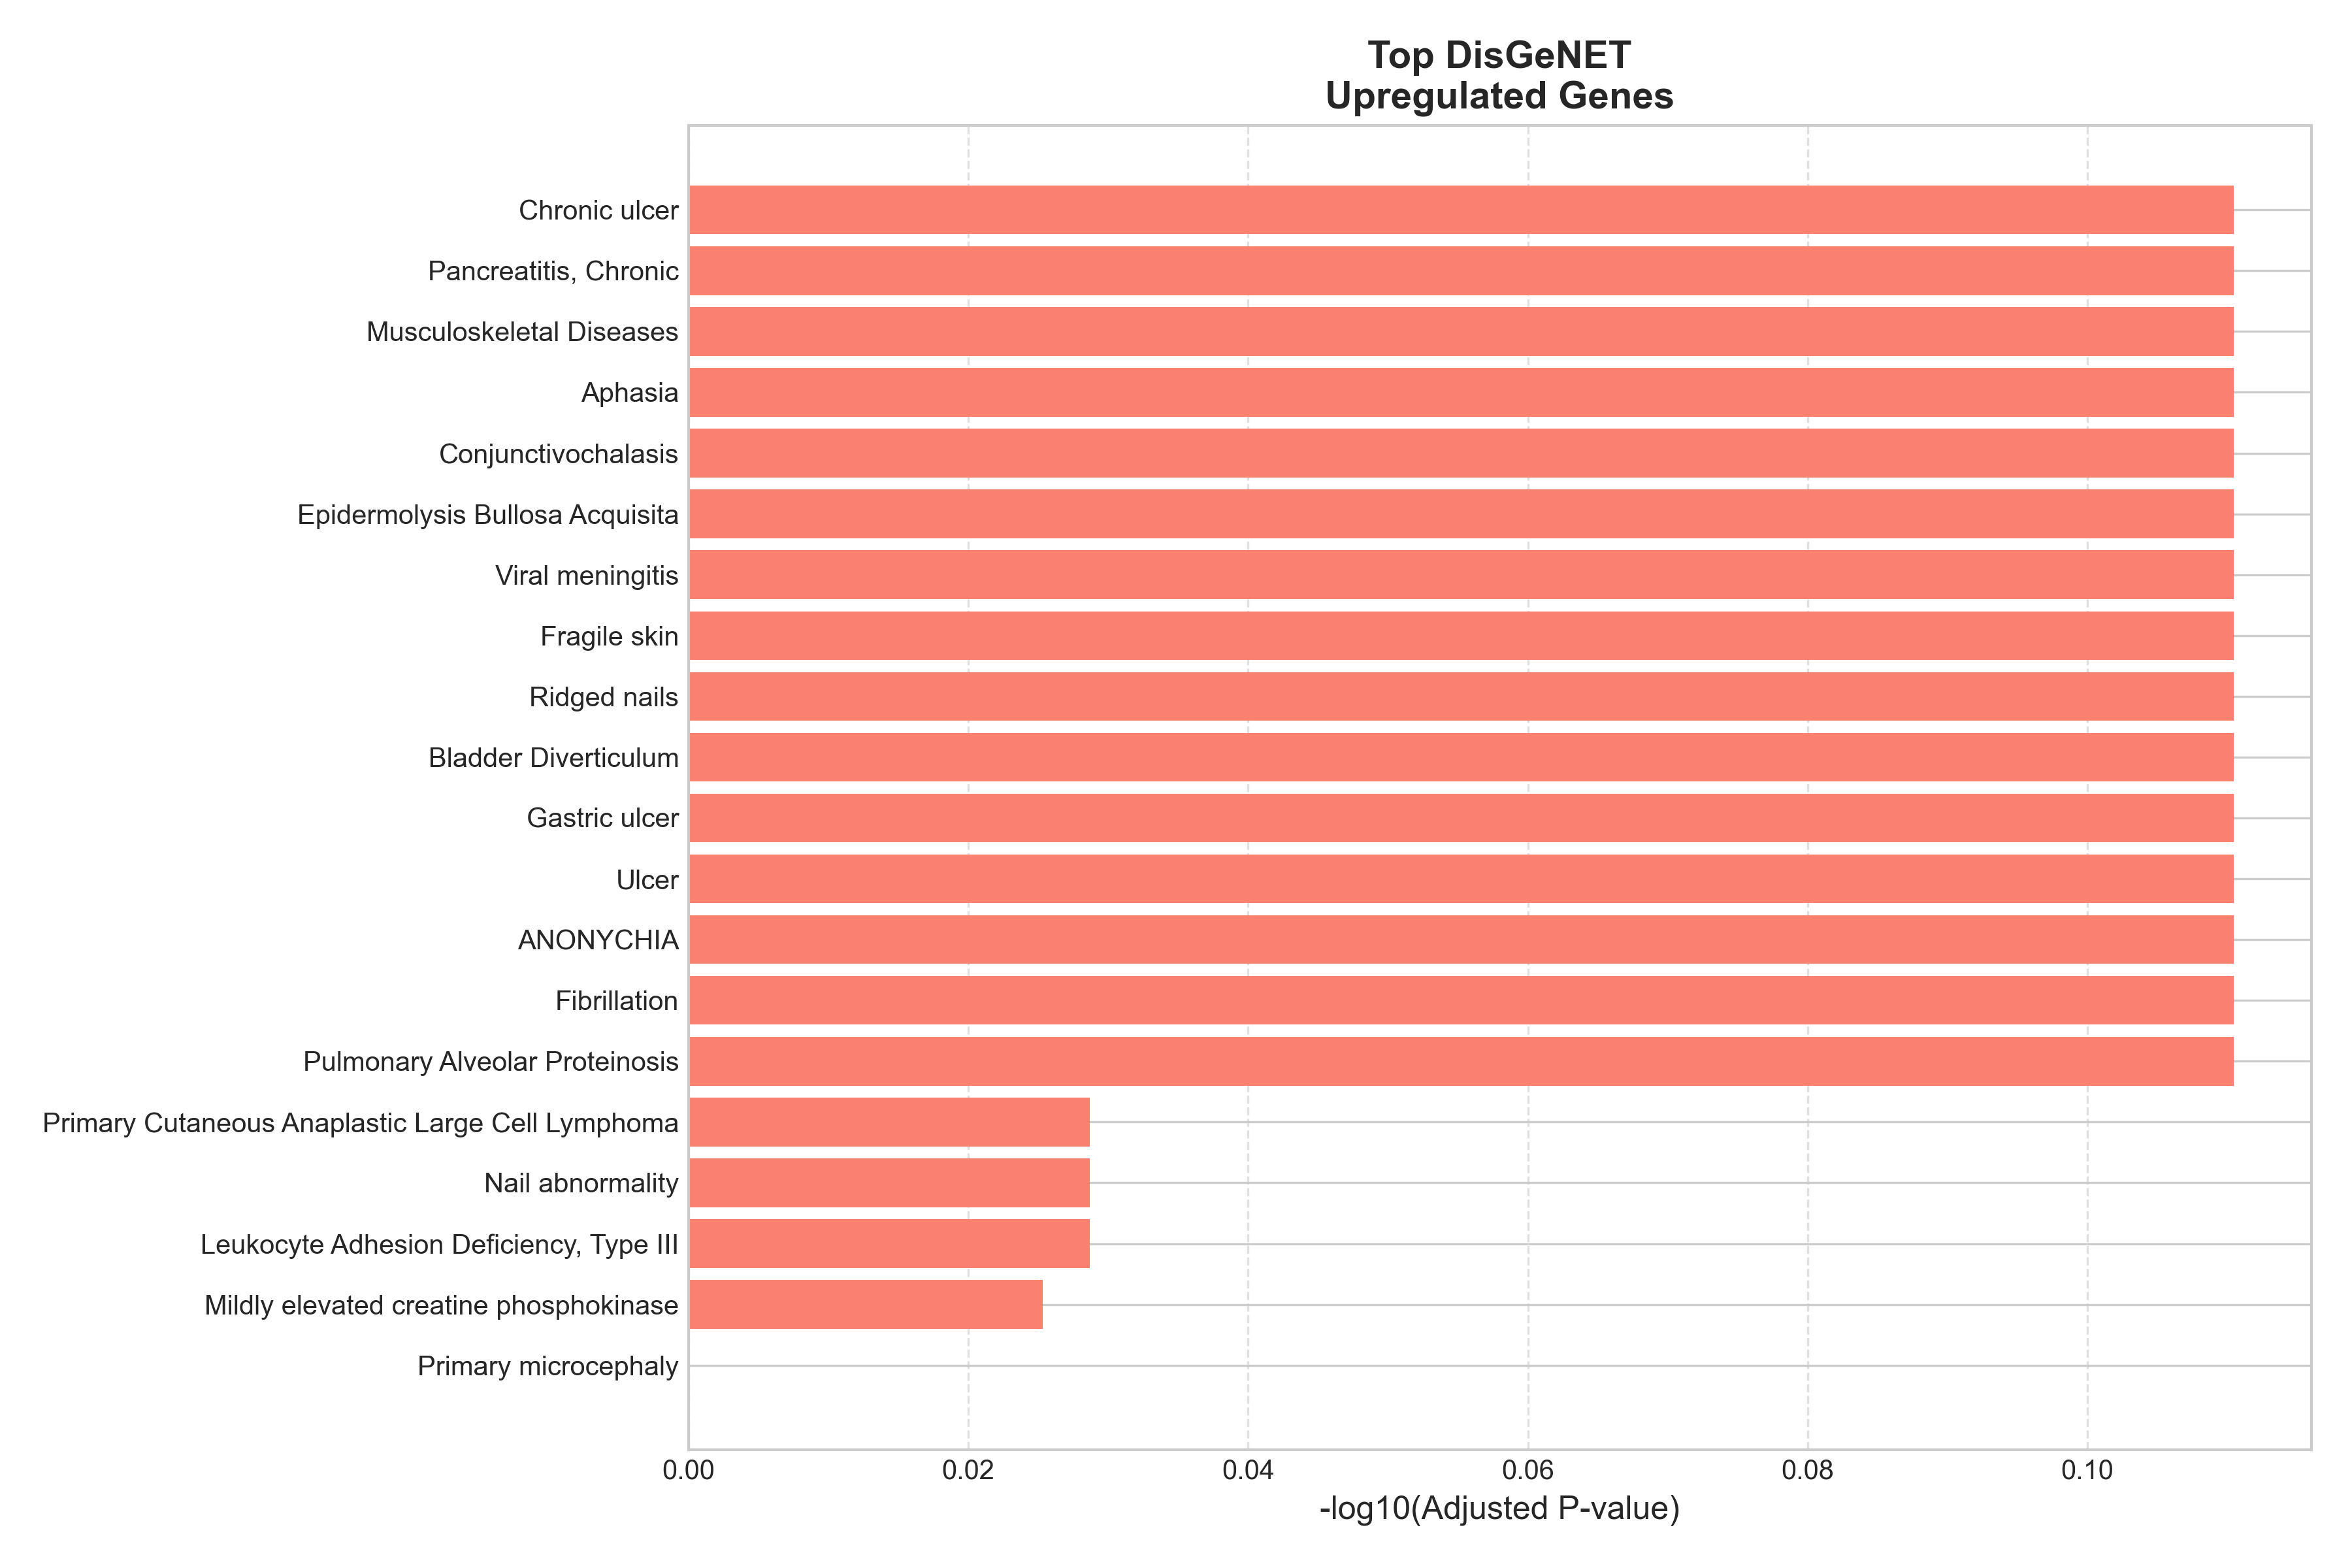 Top DisGeNET
Upregulated Genes
Chronic ulcer
Pancreatitis, Chronic
Musculoskeletal Diseases
Aphasia
Conjunctivochalasis
Epidermolysis Bullosa Acquisita
Viral meningitis
Fragile skin
Ridged nails
Bladder Diverticulum
Gastric ulcer
Ulcer
ANONYCHIA
Fibrillation
Pulmonary Alveolar Proteinosis
Primary Cutaneous Anaplastic Large Cell Lymphoma
Nail abnormality
Leukocyte Adhesion Deficiency, Type III
Mildly elevated creatine phosphokinase
Primary microcephaly
0.00 0.02 0.04 0.06 0.08 0.10
-log10(Adjusted P-value)